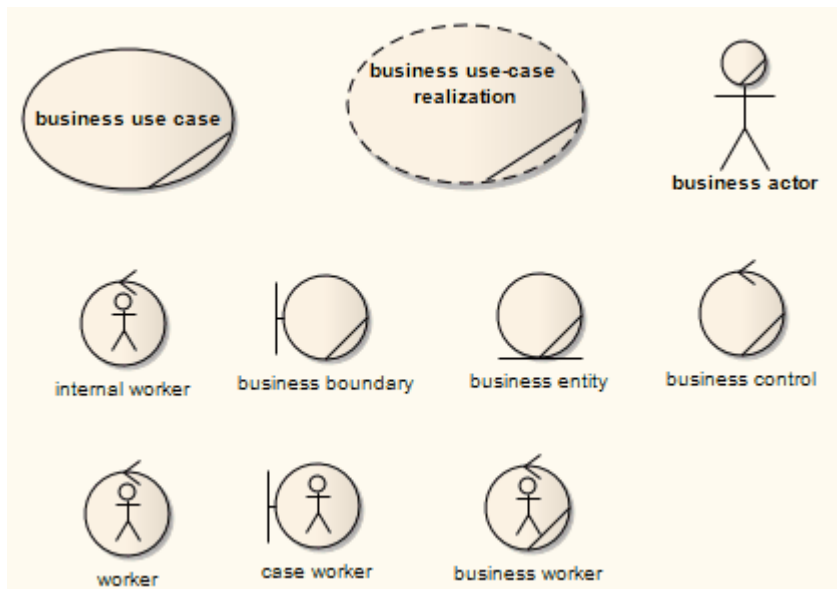 business use case
business use-case
realization
business actor
internal worker
business boundary
business entity
business control
worker
case worker
business worker